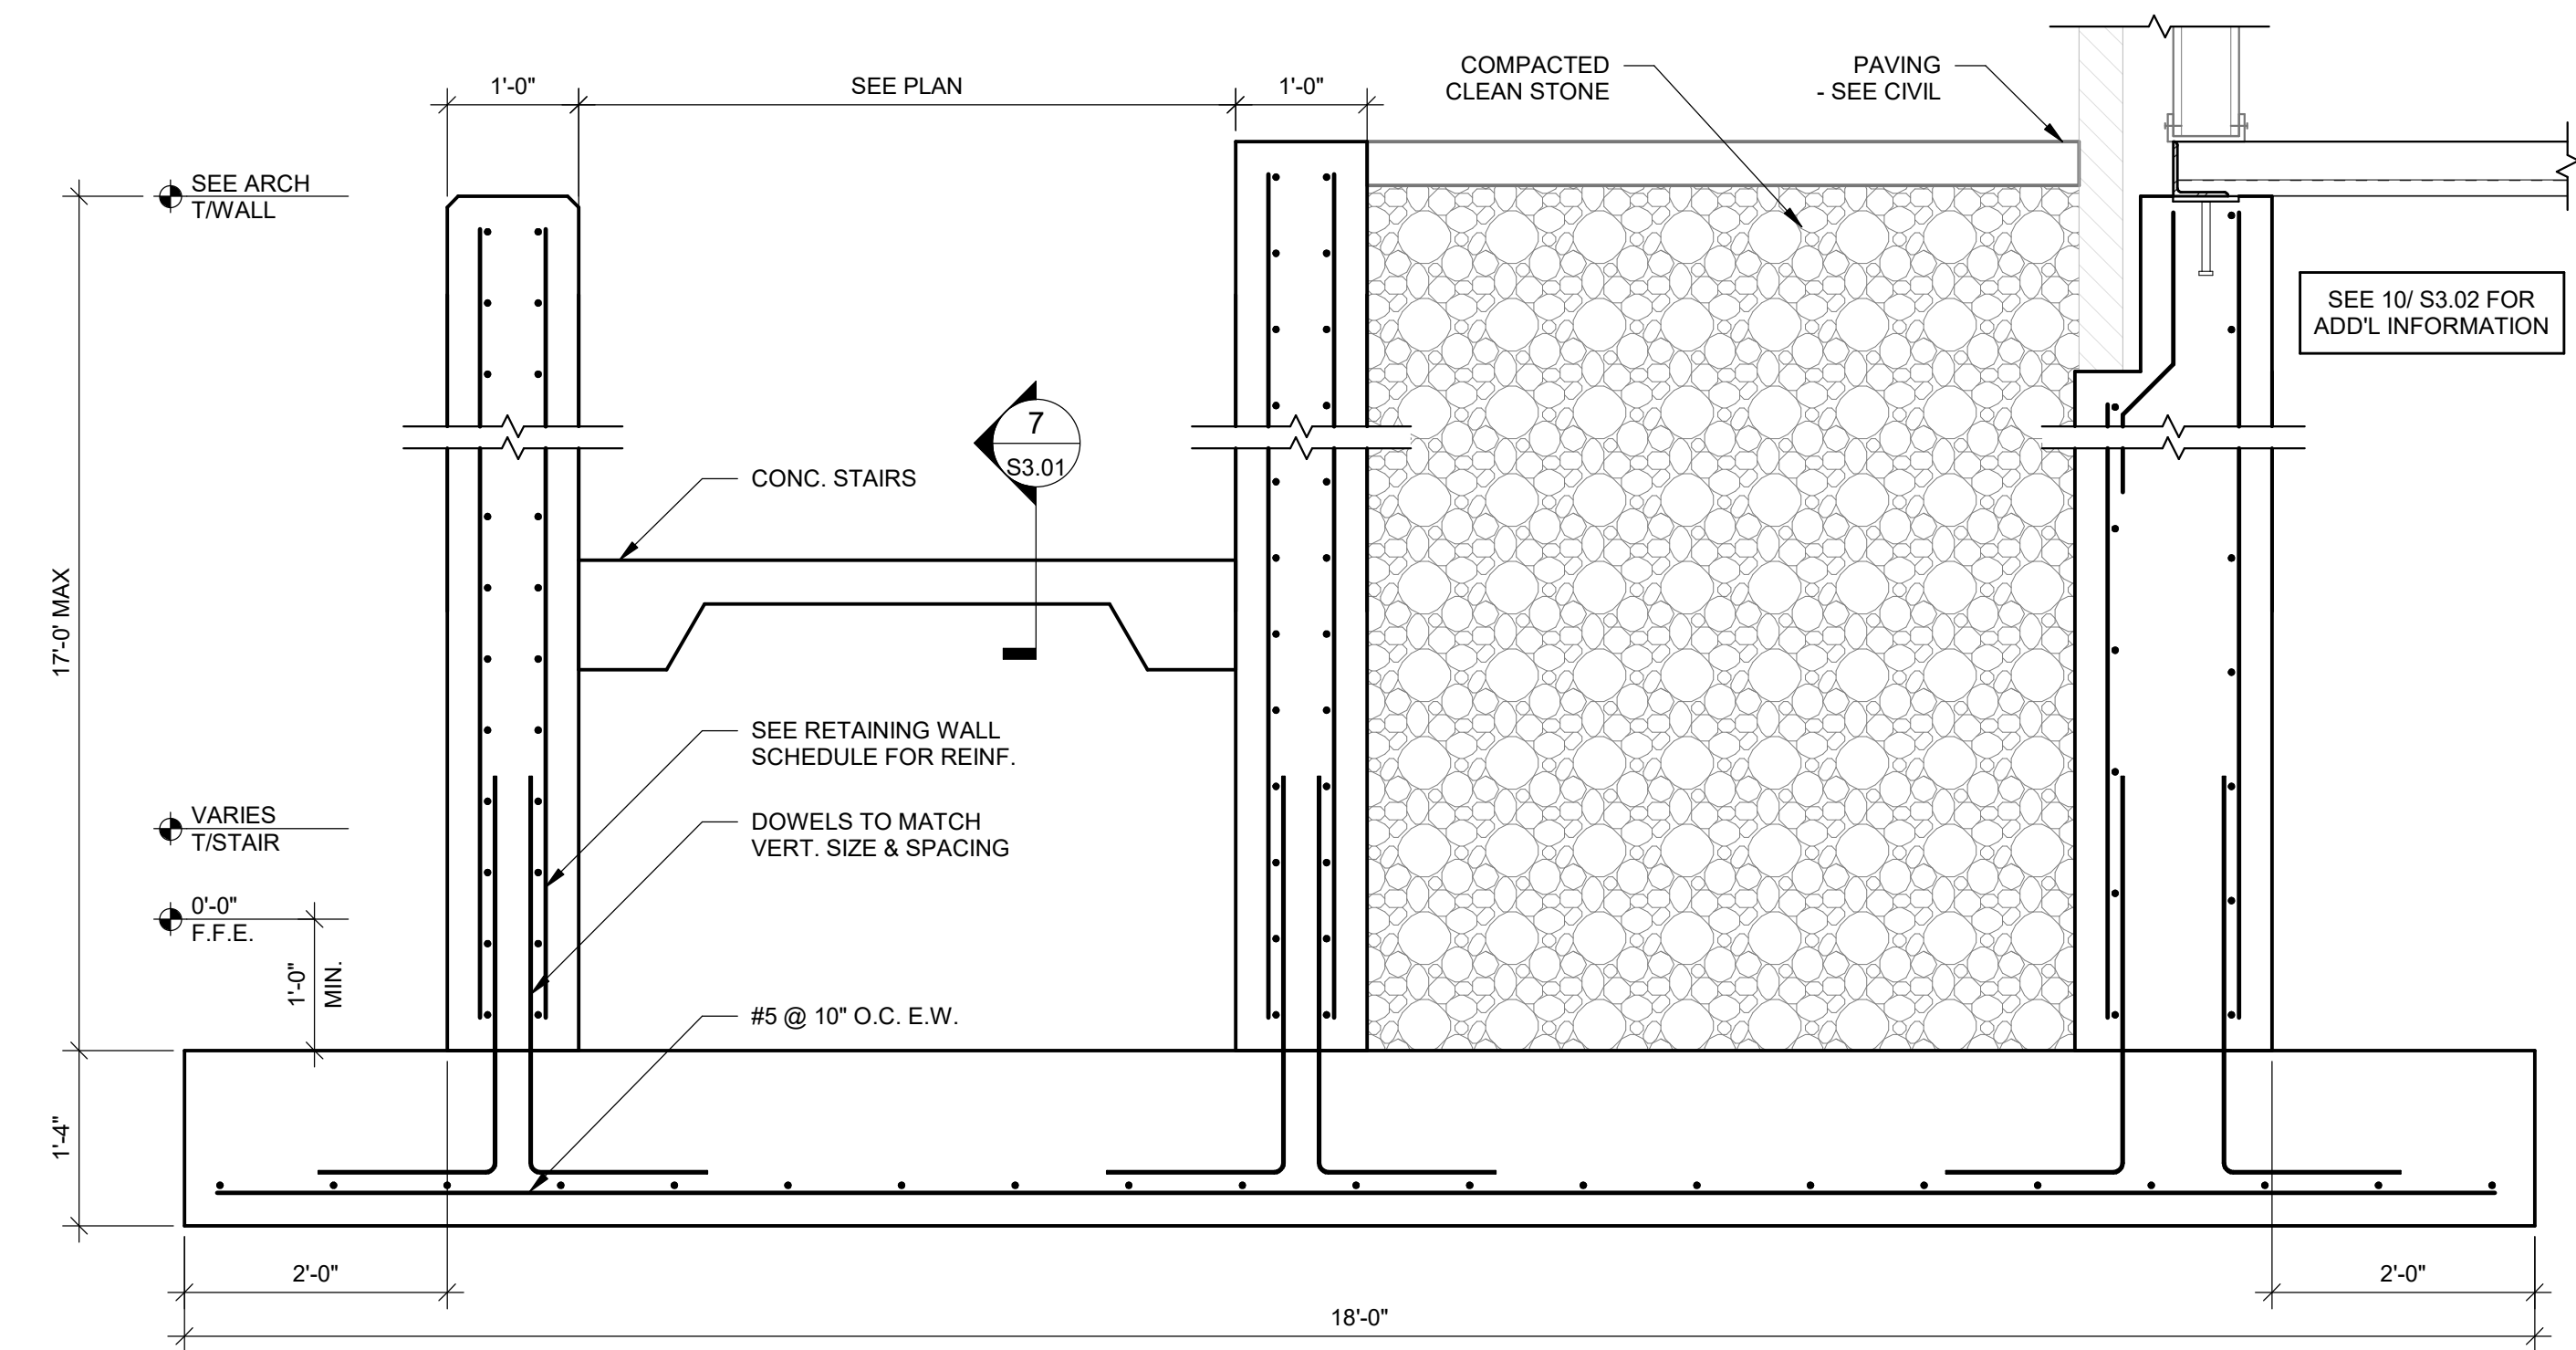 1'-0"
SEE PLAN
1'-0"
COMPACTED
CLEAN STONE
PAVING
- SEE CIVIL
SEE ARCH
T/WALL
SEE 10/ S3.02 FOR
ADD'L INFORMATION
7
S3.01
CONC. STAIRS
17'-0' MAX
SEE RETAINING WALL
SCHEDULE FOR REINF.
VARIES
T/STAIR
DOWELS TO MATCH
VERT. SIZE & SPACING
0'-0"
F.F.E.
1'-0"
MIN.
#5 @ 10" O.C. E.W.
1'-4"
2'-0"
2'-0"
18'-0"